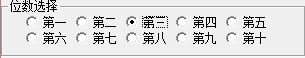 位数选择
第一 第二 第三 第四 第五
第六 第七 第八 第九 第十